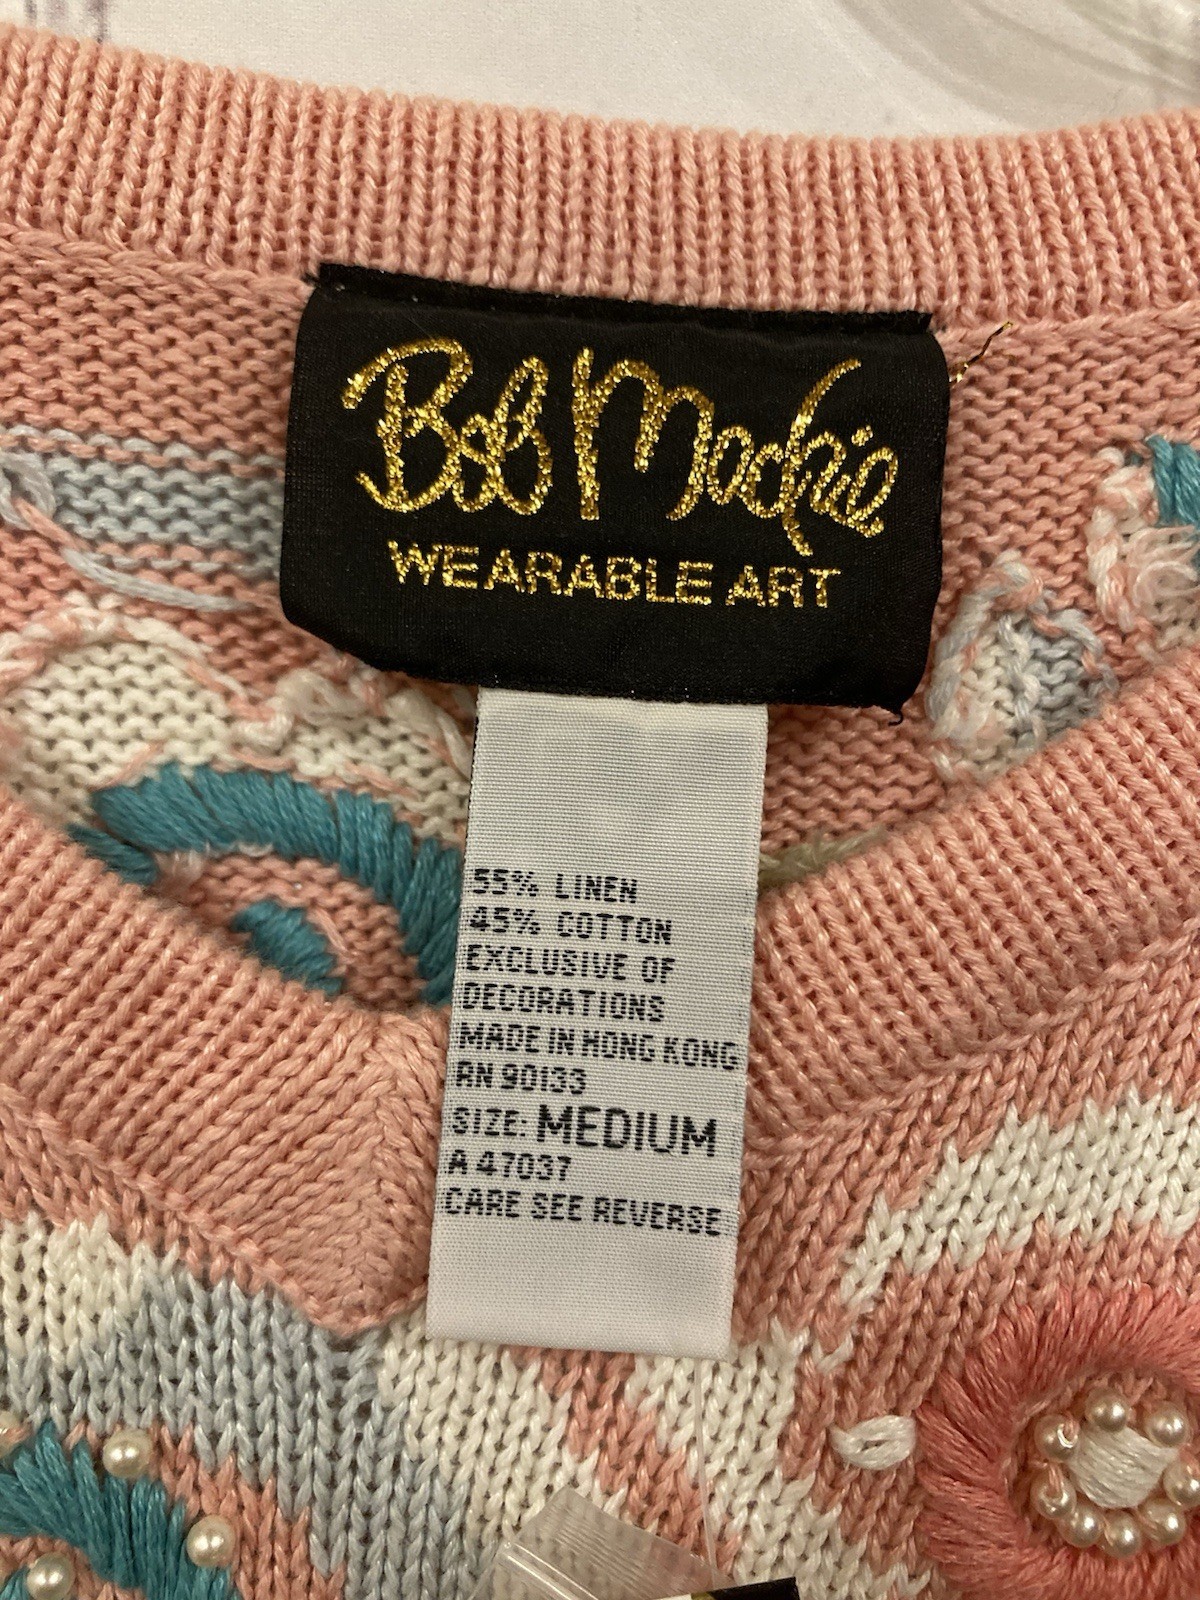 Bob Mackie
WEARABLE ART
55% LINEN
45% COTTON
EXCLUSIVE OF
DECORATIONS
MADE IN HONG KONG
RN 90133
SIZE: MEDIUM
A 47037
CARE SEE REVERSE